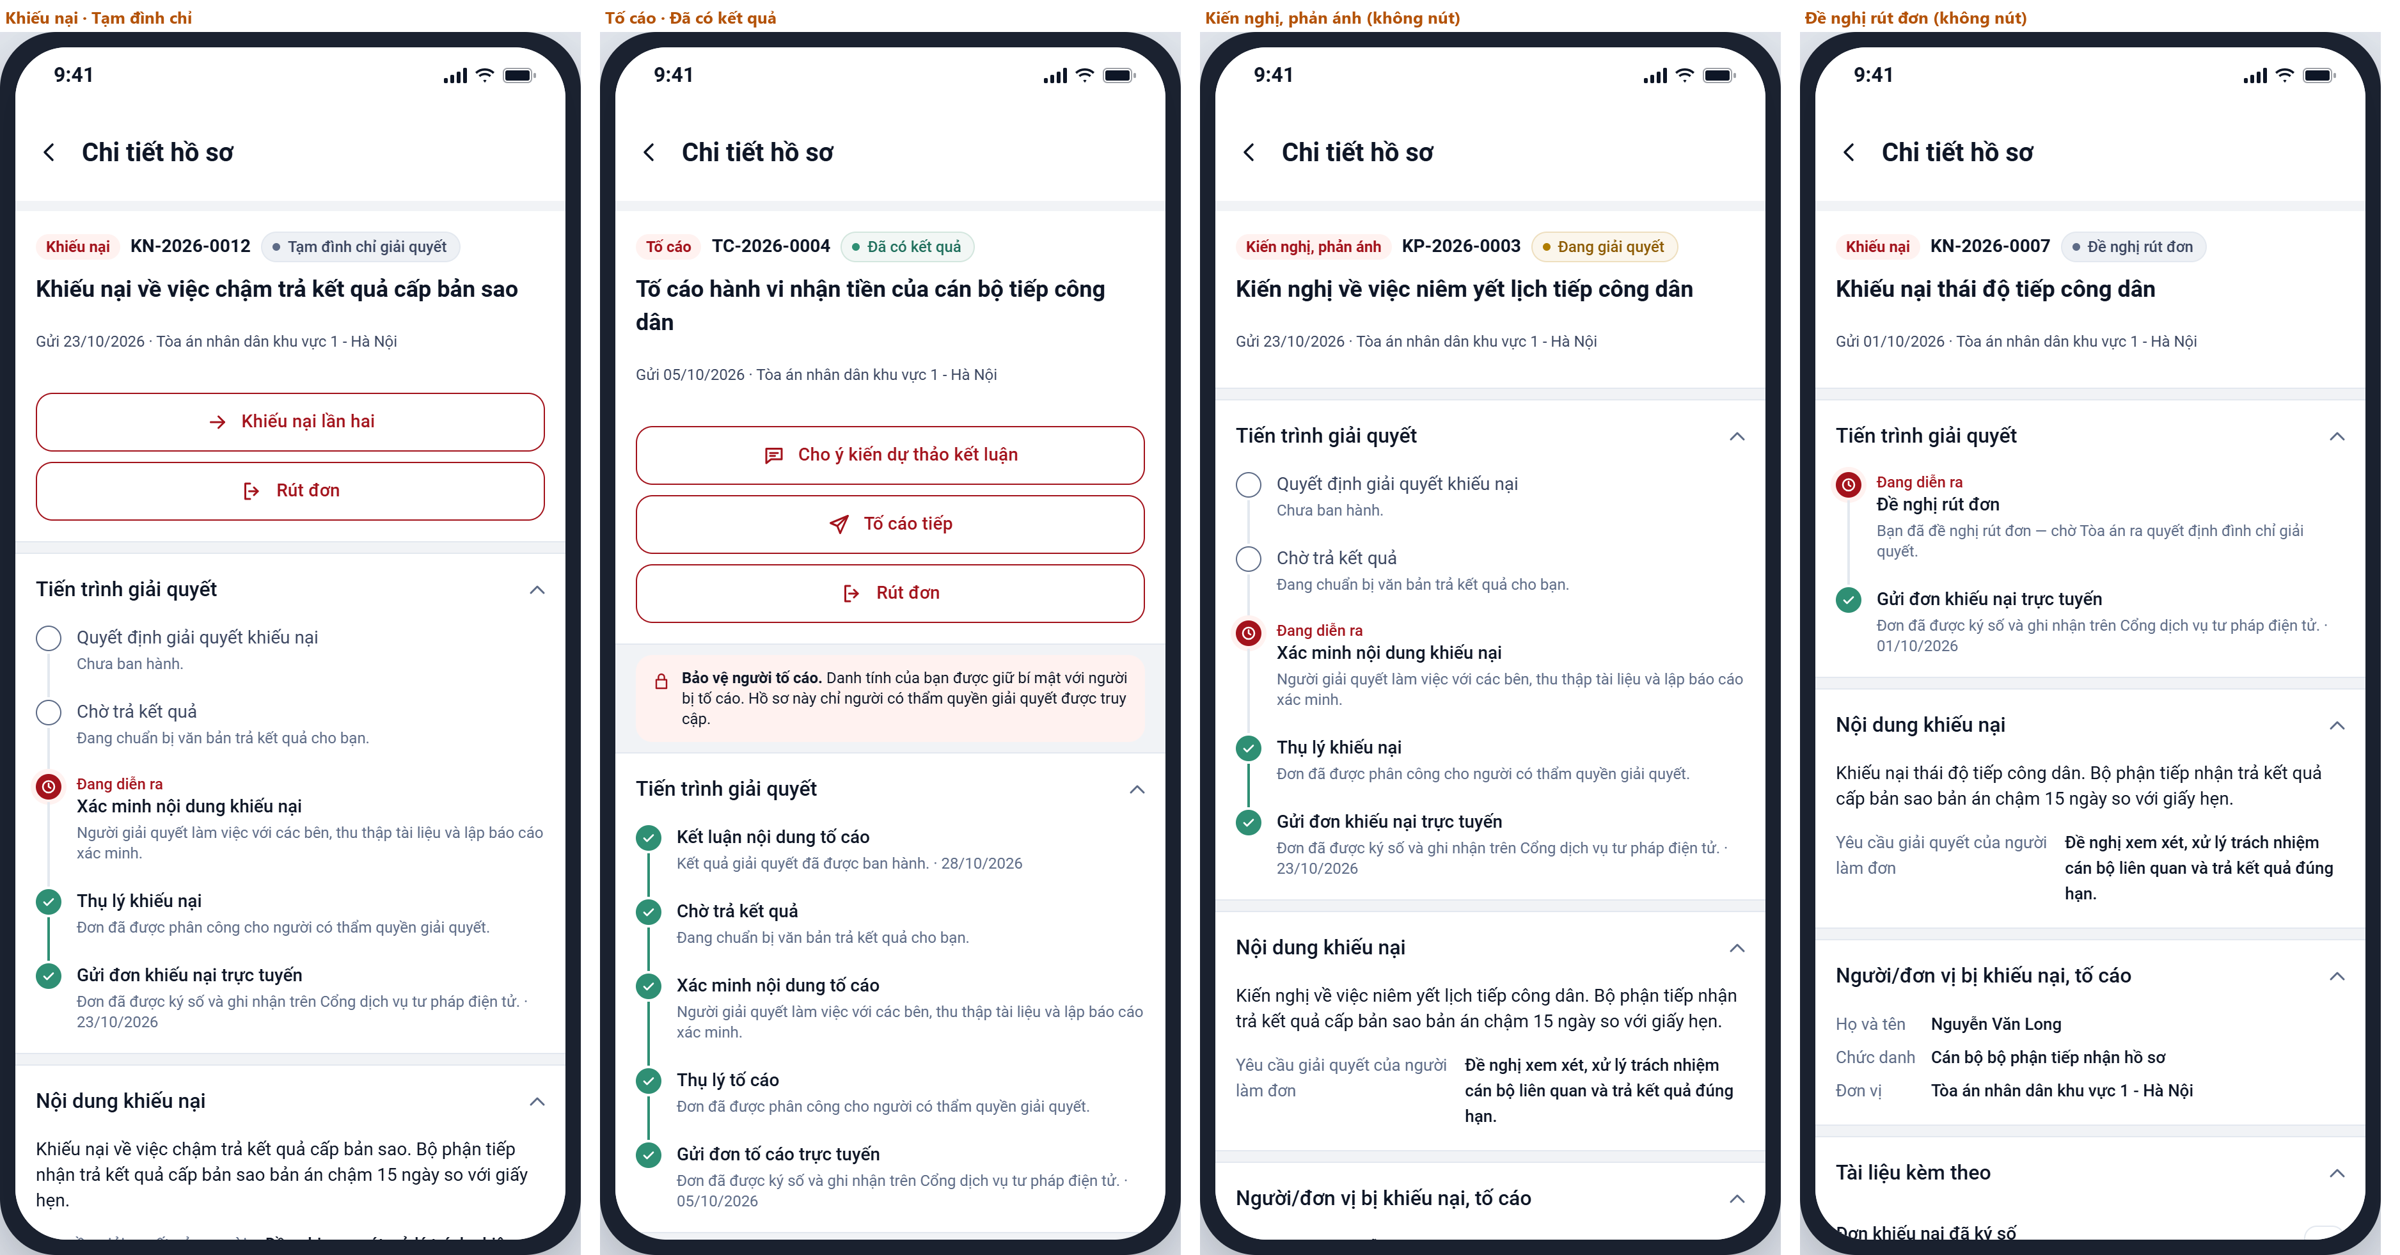 Khiếu nại · Tạm đình chỉ
9:41
Chi tiết hồ sơ
Khiếu nại KN-2026-0012 Tạm đình chỉ giải quyết
Khiếu nại về việc chậm trả kết quả cấp bản sao
Gửi 23/10/2026 · Tòa án nhân dân khu vực 1 - Hà Nội
Khiếu nại lần hai
Rút đơn
Tiến trình giải quyết
Quyết định giải quyết khiếu nại
Chưa ban hành.
Chờ trả kết quả
Đang chuẩn bị văn bản trả kết quả cho bạn.
Đang diễn ra
Xác minh nội dung khiếu nại
Người giải quyết làm việc với các bên, thu thập tài liệu và lập báo cáo
xác minh.
Thụ lý khiếu nại
Đơn đã được phân công cho người có thẩm quyền giải quyết.
Gửi đơn khiếu nại trực tuyến
Đơn đã được ký số và ghi nhận trên Cổng dịch vụ tư pháp điện tử. ·
23/10/2026
Nội dung khiếu nại
Khiếu nại về việc chậm trả kết quả cấp bản sao. Bộ phận tiếp
nhận trả kết quả cấp bản sao bản án chậm 15 ngày so với giấy
hẹn.
Tố cáo · Đã có kết quả
9:41
Chi tiết hồ sơ
Tố cáo TC-2026-0004 Đã có kết quả
Tố cáo hành vi nhận tiền của cán bộ tiếp công
dân
Gửi 05/10/2026 · Tòa án nhân dân khu vực 1 - Hà Nội
Cho ý kiến dự thảo kết luận
Tố cáo tiếp
Rút đơn
Bảo vệ người tố cáo. Danh tính của bạn được giữ bí mật với người
bị tố cáo. Hồ sơ này chỉ người có thẩm quyền giải quyết được truy
cập.
Tiến trình giải quyết
Kết luận nội dung tố cáo
Kết quả giải quyết đã được ban hành. · 28/10/2026
Chờ trả kết quả
Đang chuẩn bị văn bản trả kết quả cho bạn.
Xác minh nội dung tố cáo
Người giải quyết làm việc với các bên, thu thập tài liệu và lập báo cáo
xác minh.
Thụ lý tố cáo
Đơn đã được phân công cho người có thẩm quyền giải quyết.
Gửi đơn tố cáo trực tuyến
Đơn đã được ký số và ghi nhận trên Cổng dịch vụ tư pháp điện tử. ·
05/10/2026
Kiến nghị, phản ánh (không nút)
9:41
Chi tiết hồ sơ
Kiến nghị, phản ánh KP-2026-0003 Đang giải quyết
Kiến nghị về việc niêm yết lịch tiếp công dân
Gửi 23/10/2026 · Tòa án nhân dân khu vực 1 - Hà Nội
Tiến trình giải quyết
Quyết định giải quyết khiếu nại
Chưa ban hành.
Chờ trả kết quả
Đang chuẩn bị văn bản trả kết quả cho bạn.
Đang diễn ra
Xác minh nội dung khiếu nại
Người giải quyết làm việc với các bên, thu thập tài liệu và lập báo cáo
xác minh.
Thụ lý khiếu nại
Đơn đã được phân công cho người có thẩm quyền giải quyết.
Gửi đơn khiếu nại trực tuyến
Đơn đã được ký số và ghi nhận trên Cổng dịch vụ tư pháp điện tử. ·
23/10/2026
Nội dung khiếu nại
Kiến nghị về việc niêm yết lịch tiếp công dân. Bộ phận tiếp nhận
trả kết quả cấp bản sao bản án chậm 15 ngày so với giấy hẹn.
Yêu cầu giải quyết của người Đề nghị xem xét, xử lý trách nhiệm
làm đơn cán bộ liên quan và trả kết quả đúng
hạn.
Người/đơn vị bị khiếu nại, tố cáo
Đề nghị rút đơn (không nút)
9:41
Chi tiết hồ sơ
Khiếu nại KN-2026-0007 Đề nghị rút đơn
Khiếu nại thái độ tiếp công dân
Gửi 01/10/2026 · Tòa án nhân dân khu vực 1 - Hà Nội
Tiến trình giải quyết
Đang diễn ra
Đề nghị rút đơn
Bạn đã đề nghị rút đơn — chờ Tòa án ra quyết định đình chỉ giải
quyết.
Gửi đơn khiếu nại trực tuyến
Đơn đã được ký số và ghi nhận trên Cổng dịch vụ tư pháp điện tử. ·
01/10/2026
Nội dung khiếu nại
Khiếu nại thái độ tiếp công dân. Bộ phận tiếp nhận trả kết quả
cấp bản sao bản án chậm 15 ngày so với giấy hẹn.
Yêu cầu giải quyết của người Đề nghị xem xét, xử lý trách nhiệm
làm đơn cán bộ liên quan và trả kết quả đúng
hạn.
Người/đơn vị bị khiếu nại, tố cáo
Họ và tên Nguyễn Văn Long
Chức danh Cán bộ bộ phận tiếp nhận hồ sơ
Đơn vị Tòa án nhân dân khu vực 1 - Hà Nội
Tài liệu kèm theo
Đơn khiếu nại đã ký số